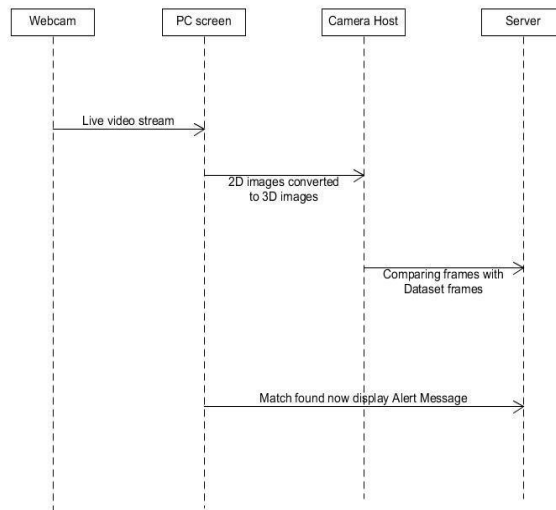 Webcam
PC screen
Camera Host
Server
Live video stream
2D images converted
to 3D images
Comparing frames with
Dataset frames
Match found now display Alert Message